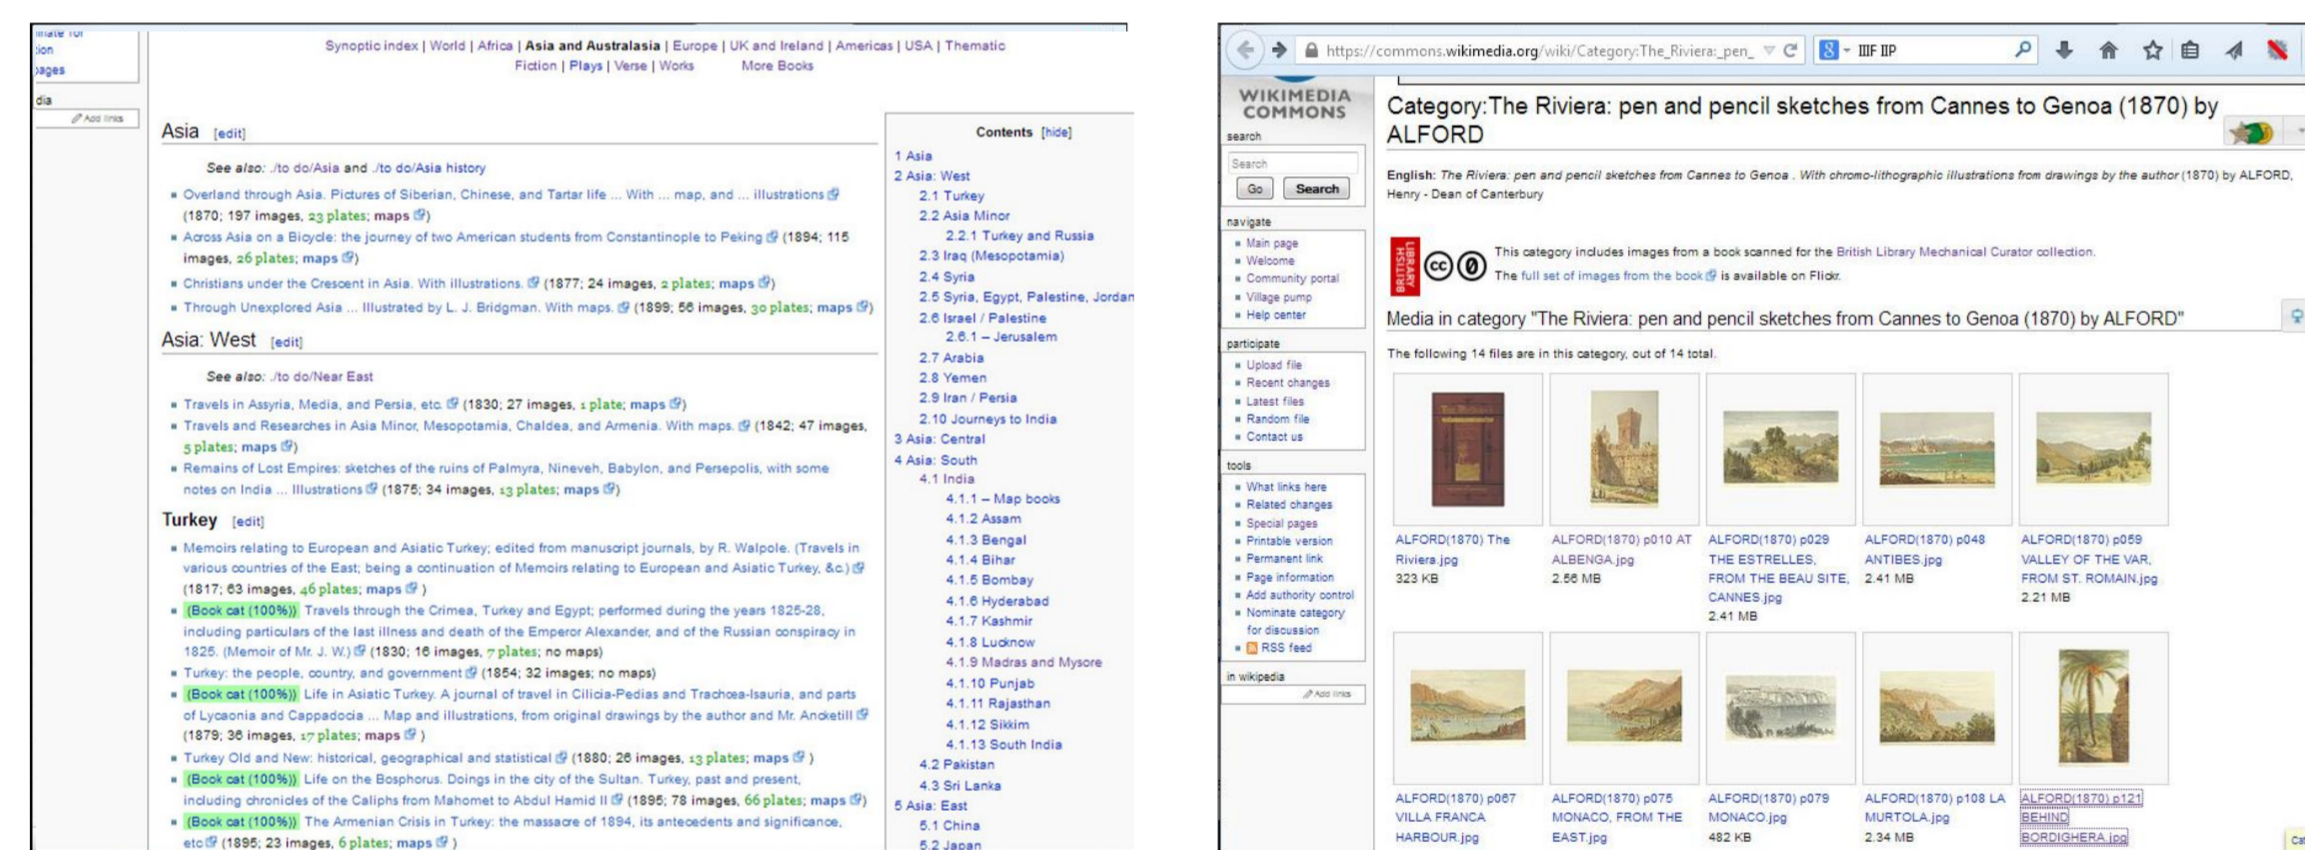 inate for
tion
pages
dia
Add links
Synoptic index | World | Africa | Asia and Australasia | Europe | UK and Ireland | Americas | USA | Thematic
Fiction | Plays | Verse | Works More Books
Asia [edit]
See also: ./to do/Asia and ./to do/Asia history
Overland through Asia. Pictures of Siberian, Chinese, and Tartar life ... With ... map, and ... illustrations
(1870; 197 images, 23 plates; maps )
Across Asia on a Bicycle: the journey of two American students from Constantinople to Peking (1894; 115
images, 26 plates; maps )
Christians under the Crescent in Asia. With illustrations. (1877; 24 images, 2 plates; maps )
Through Unexplored Asia ... Illustrated by L. J. Bridgman. With maps. (1899; 56 images, 30 plates; maps )
Asia: West [edit]
See also: ./to do/Near East
Travels in Assyria, Media, and Persia, etc. (1830; 27 images, 1 plate; maps )
Travels and Researches in Asia Minor, Mesopotamia, Chaldea, and Armenia. With maps. (1842; 47 images,
5 plates; maps )
Remains of Lost Empires: sketches of the ruins of Palmyra, Nineveh, Babylon, and Persepolis, with some
notes on India ... Illustrations (1875; 34 images, 13 plates; maps )
Turkey [edit]
Memoirs relating to European and Asiatic Turkey; edited from manuscript journals, by R. Walpole. (Travels in
various countries of the East; being a continuation of Memoirs relating to European and Asiatic Turkey, &c.)
(1817; 63 images, 46 plates; maps )
(Book cat (100%)) Travels through the Crimea, Turkey and Egypt; performed during the years 1825-28,
including particulars of the last illness and death of the Emperor Alexander, and of the Russian conspiracy in
1825. (Memoir of Mr. J. W.) (1830; 16 images, 7 plates; no maps)
Turkey: the people, country, and government (1854; 32 images; no maps)
(Book cat (100%)) Life in Asiatic Turkey. A journal of travel in Cilicia-Pedias and Trachœa-Isauria, and parts
of Lycaonia and Cappadocia ... Map and illustrations, from original drawings by the author and Mr. Ancketill
(1879; 36 images, 17 plates; maps )
Turkey Old and New: historical, geographical and statistical (1880; 26 images, 13 plates; maps )
(Book cat (100%)) Life on the Bosphorus. Doings in the city of the Sultan. Turkey, past and present,
including chronicles of the Caliphs from Mahomet to Abdul Hamid II (1895; 78 images, 66 plates; maps )
(Book cat (100%)) The Armenian Crisis in Turkey: the massacre of 1894, its antecedents and significance,
etc (1895; 23 images, 6 plates; maps )
Contents [hide]
1 Asia
2 Asia: West
2.1 Turkey
2.2 Asia Minor
2.2.1 Turkey and Russia
2.3 Iraq (Mesopotamia)
2.4 Syria
2.5 Syria, Egypt, Palestine, Jordan
2.6 Israel / Palestine
2.6.1 – Jerusalem
2.7 Arabia
2.8 Yemen
2.9 Iran / Persia
2.10 Journeys to India
3 Asia: Central
4 Asia: South
4.1 India
4.1.1 – Map books
4.1.2 Assam
4.1.3 Bengal
4.1.4 Bihar
4.1.5 Bombay
4.1.6 Hyderabad
4.1.7 Kashmir
4.1.8 Lucknow
4.1.9 Madras and Mysore
4.1.10 Punjab
4.1.11 Rajasthan
4.1.12 Sikkim
4.1.13 South India
4.2 Pakistan
4.3 Sri Lanka
5 Asia: East
5.1 China
5.2 Japan
https://commons.wikimedia.org/wiki/Category:The_Riviera:_pen_
8 IIIF IIP
WIKIMEDIA
COMMONS
search
Search
Go Search
navigate
Main page
Welcome
Community portal
Village pump
Help center
participate
Upload file
Recent changes
Latest files
Random file
Contact us
tools
What links here
Related changes
Special pages
Printable version
Permanent link
Page information
Add authority control
Nominate category
for discussion
RSS feed
in wikipedia
Add links
Category:The Riviera: pen and pencil sketches from Cannes to Genoa (1870) by
ALFORD
English: The Riviera: pen and pencil sketches from Cannes to Genoa . With chromo-lithographic illustrations from drawings by the author (1870) by ALFORD,
Henry - Dean of Canterbury
BRITISH
LIBRARY
cc 0
This category includes images from a book scanned for the British Library Mechanical Curator collection.
The full set of images from the book is available on Flickr.
Media in category "The Riviera: pen and pencil sketches from Cannes to Genoa (1870) by ALFORD"
The following 14 files are in this category, out of 14 total.
ALFORD(1870) The
Riviera.jpg
323 KB
ALFORD(1870) p010 AT
ALBENGA.jpg
2.56 MB
ALFORD(1870) p029
THE ESTRELLES,
FROM THE BEAU SITE,
CANNES.jpg
2.41 MB
ALFORD(1870) p048
ANTIBES.jpg
2.41 MB
ALFORD(1870) p059
VALLEY OF THE VAR,
FROM ST. ROMAIN.jpg
2.21 MB
ALFORD(1870) p067
VILLA FRANCA
HARBOUR.jpg
ALFORD(1870) p075
MONACO, FROM THE
EAST.jpg
ALFORD(1870) p079
MONACO.jpg
482 KB
ALFORD(1870) p108 LA
MURTOLA.jpg
2.34 MB
ALFORD(1870) p121
BEHIND
BORDIGHERA.jpg
Cat